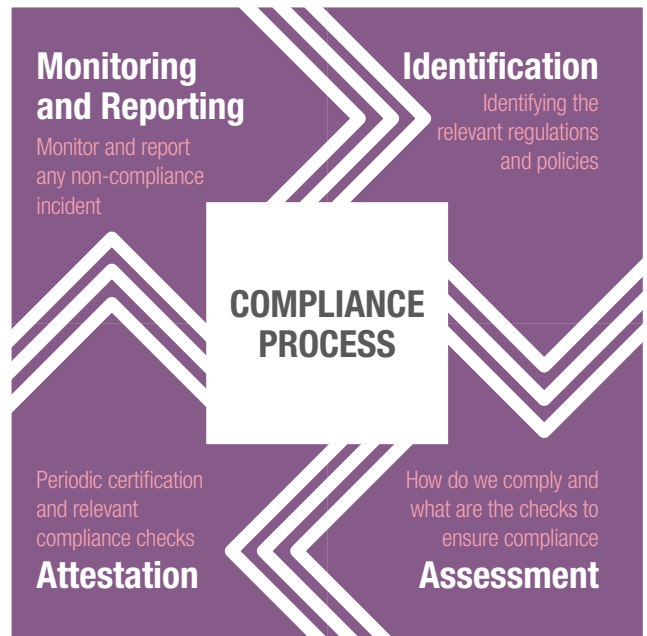 Monitoring
and Reporting
Monitor and report
any non-compliance
incident
Identification
Identifying the
relevant regulations
and policies
COMPLIANCE
PROCESS
Periodic certification
and relevant
compliance checks
Attestation
How do we comply and
what are the checks to
ensure compliance
Assessment